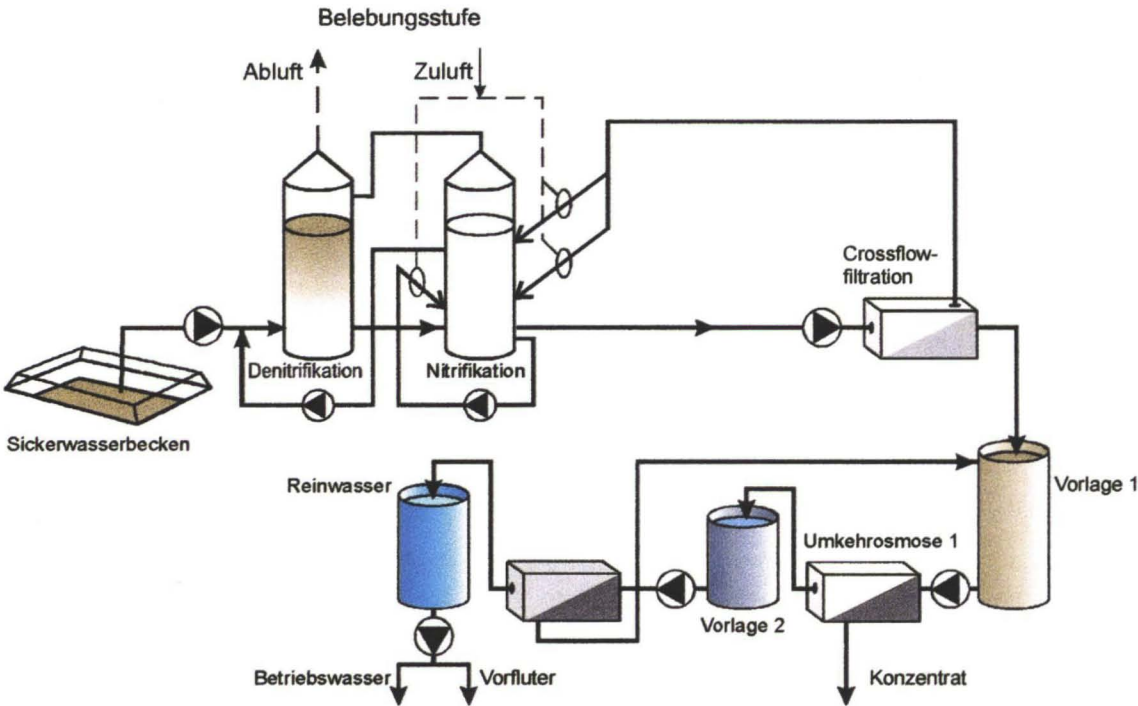 Belebungsstufe
Abluft
Zuluft
Crossflow-
filtration
Denitrifikation
Nitrifikation
Sickerwasserbecken
Reinwasser
Vorlage 1
Umkehrosmose 1
Vorlage 2
Betriebswasser
Vorfluter
Konzentrat